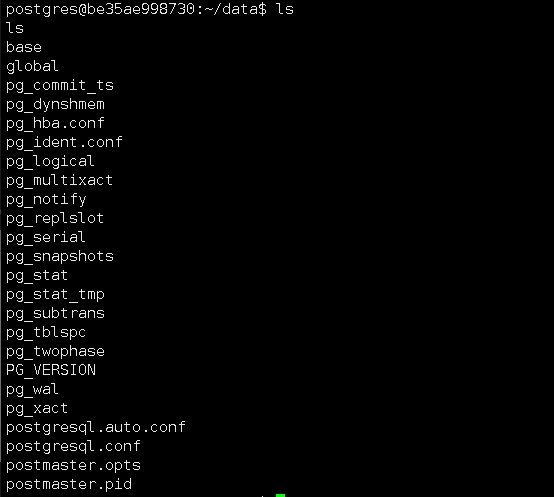 postgres@be35ae998730:~/data$ ls
ls
base
global
pg_commit_ts
pg_dynshmem
pg_hba.conf
pg_ident.conf
pg_logical
pg_multixact
pg_notify
pg_replslot
pg_serial
pg_snapshots
pg_stat
pg_stat_tmp
pg_subtrans
pg_tblspc
pg_twophase
PG_VERSION
pg_wal
pg_xact
postgresql.auto.conf
postgresql.conf
postmaster.opts
postmaster.pid